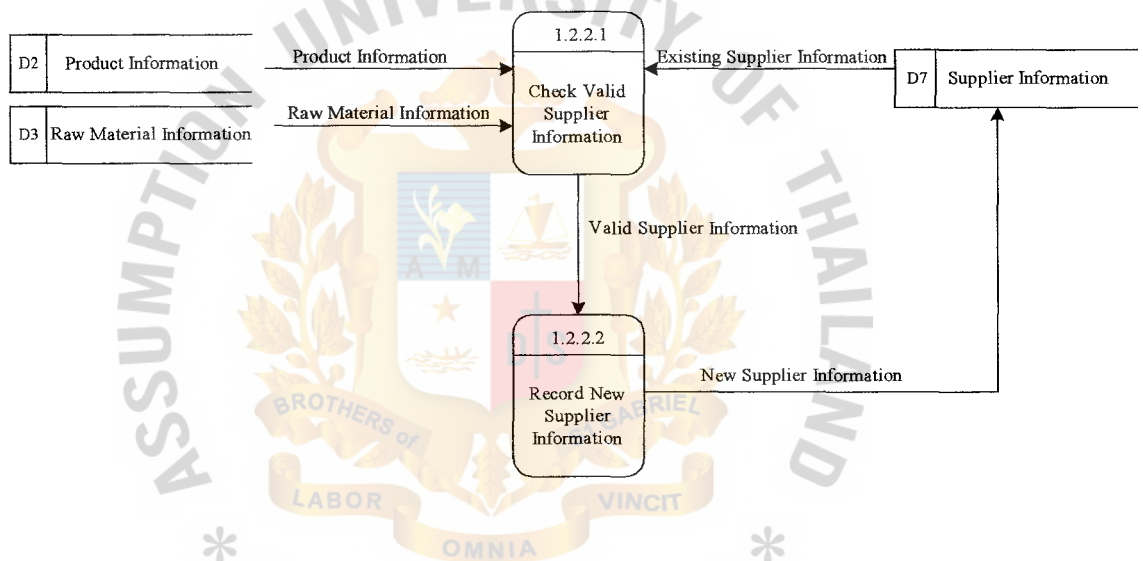 ASSUMPTION UNIVERSITY OF THAILAND
1.2.2.1
Check Valid
Supplier
Information
D2 Product Information
D3 Raw Material Information
Product Information
Raw Material Information
Existing Supplier Information
D7 Supplier Information
Valid Supplier Information
1.2.2.2
Record New
Supplier
Information
New Supplier Information
A M
D S
BROTHERS of
ST GABRIEL
LABOR
VINCIT
OMNIA
* *